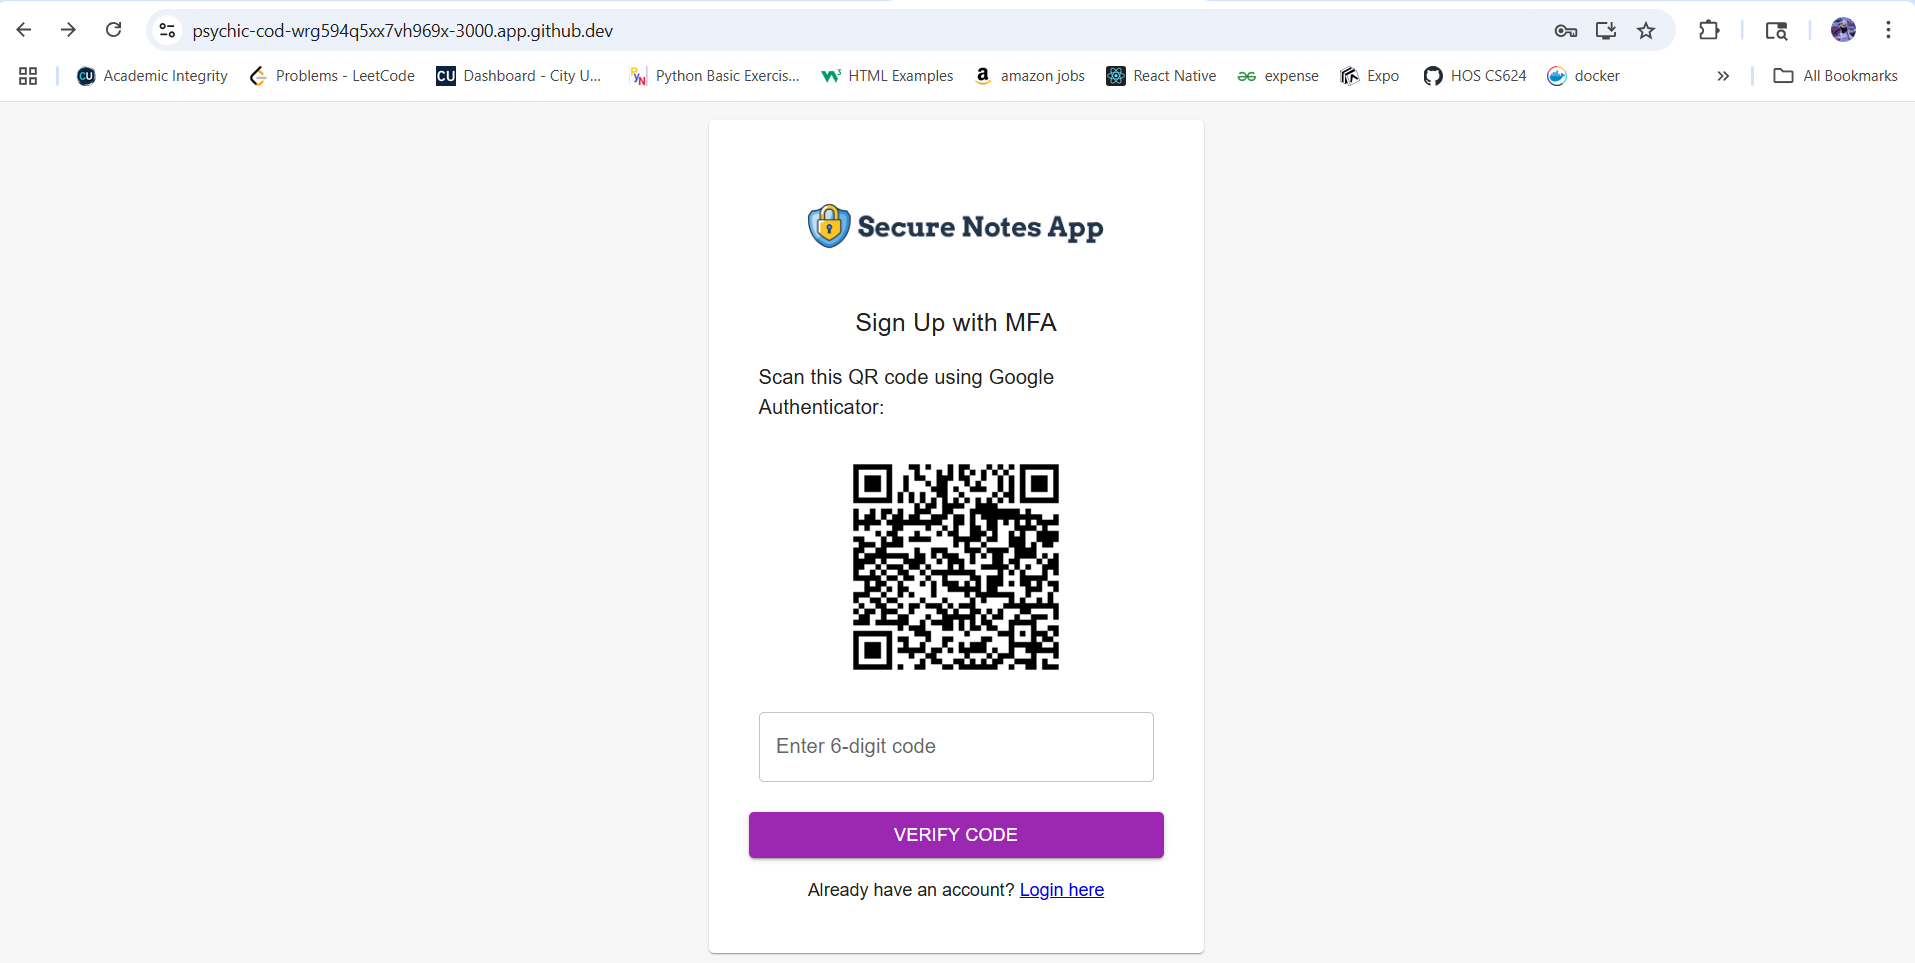 psychic-cod-wrg594q5xx7vh969x-3000.app.github.dev
Academic Integrity
Problems - LeetCode
CU Dashboard - City U...
Python Basic Exercis...
HTML Examples
amazon jobs
React Native
expense
Expo
HOS CS624
docker
»
All Bookmarks
Secure Notes App
Sign Up with MFA
Scan this QR code using Google
Authenticator:
Enter 6-digit code
VERIFY CODE
Already have an account? Login here